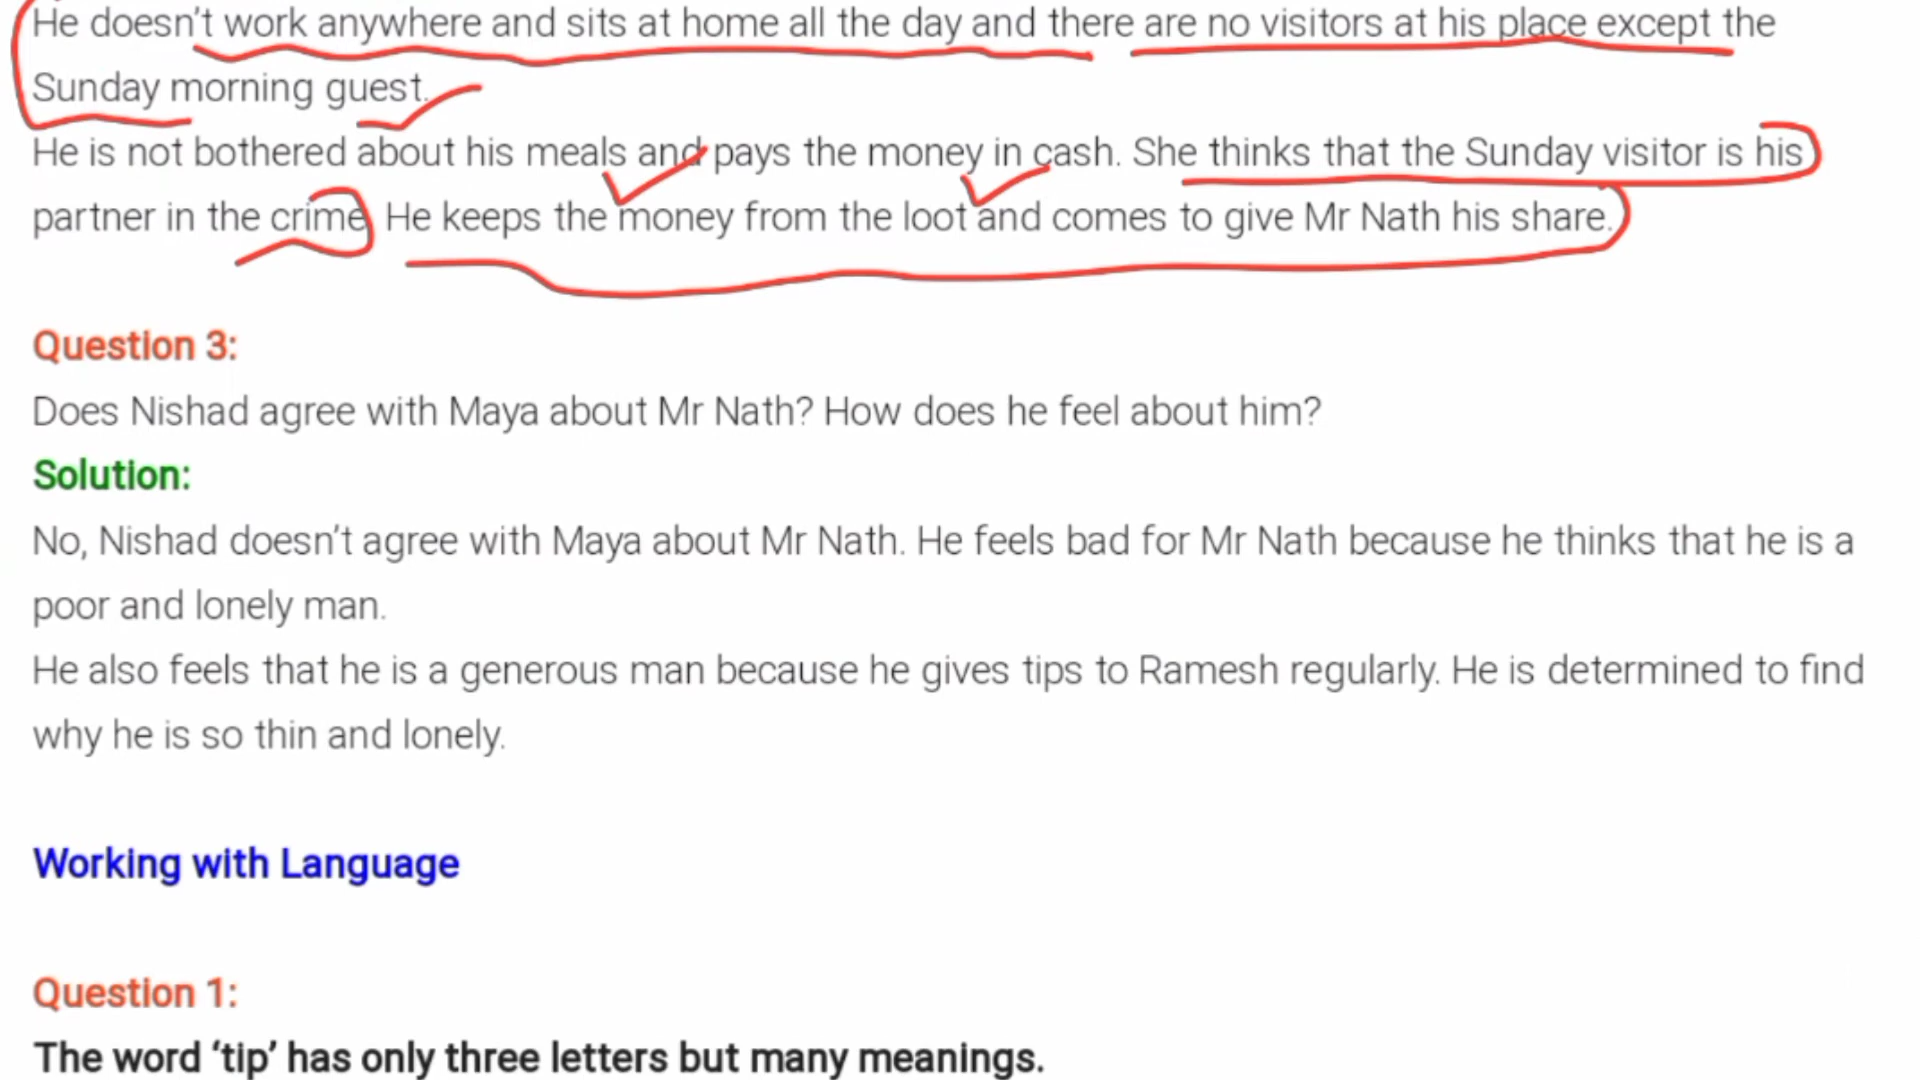 He doesn't work anywhere and sits at home all the day and there are no visitors at his place except the
Sunday morning guest.
He is not bothered about his meals and pays the money in cash. She thinks that the Sunday visitor is his
partner in the crime. He keeps the money from the loot and comes to give Mr Nath his share.
Question 3:
Does Nishad agree with Maya about Mr Nath? How does he feel about him?
Solution:
No, Nishad doesn't agree with Maya about Mr Nath. He feels bad for Mr Nath because he thinks that he is a
poor and lonely man.
He also feels that he is a generous man because he gives tips to Ramesh regularly. He is determined to find
why he is so thin and lonely.
Working with Language
Question 1:
The word ‘tip’ has only three letters but many meanings.